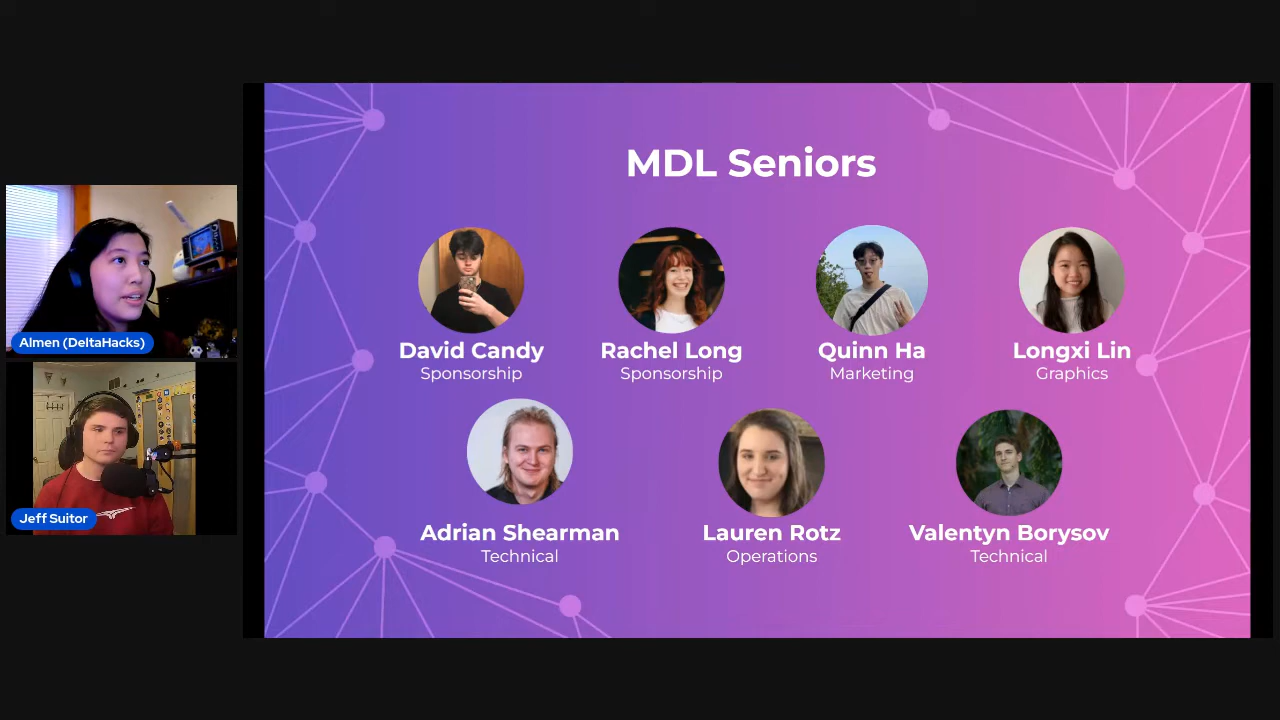 MDL Seniors
David Candy
Sponsorship
Rachel Long
Sponsorship
Quinn Ha
Marketing
Longxi Lin
Graphics
Adrian Shearman
Technical
Lauren Rotz
Operations
Valentyn Borysov
Technical
Almen (DeltaHacks)
Jeff Suitor